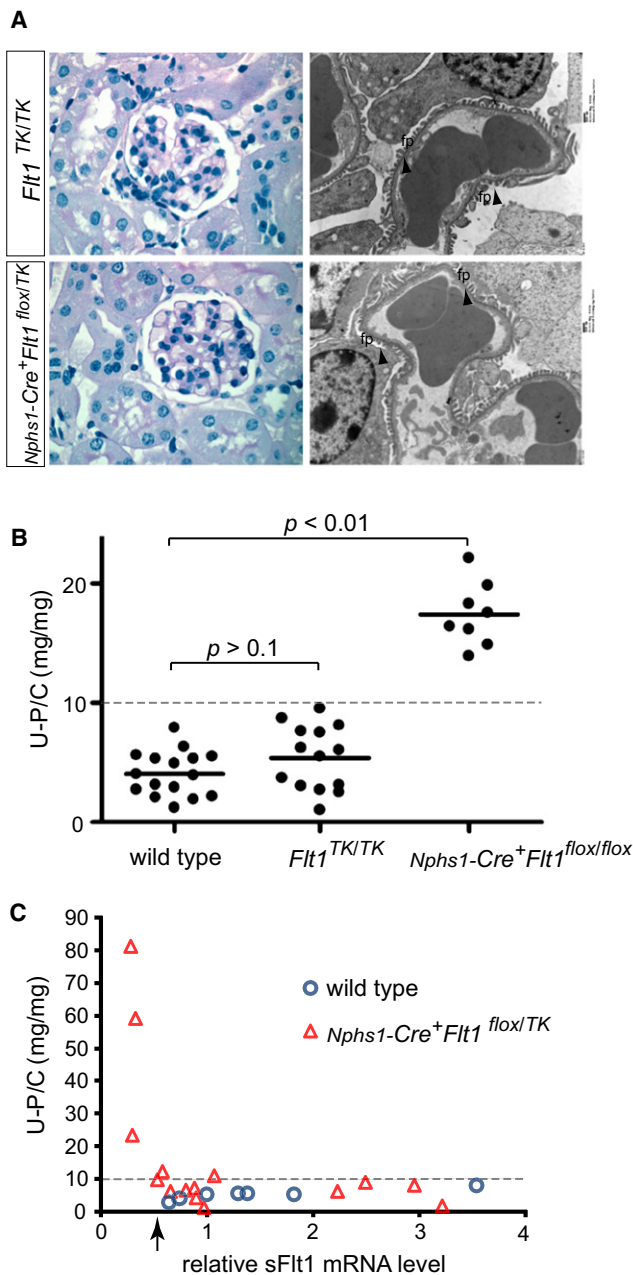 A
Flt1 TK/TK
fp
fp
Nphs1-Cre+Flt1 flox/TK
fp
fp
B
p < 0.01
p > 0.1
U-P/C (mg/mg)
20
10
0
wild type
Flt1TK/TK
Nphs1-Cre+Flt1flox/flox
C
U-P/C (mg/mg)
90
80
70
60
50
40
30
20
10
0
wild type
Nphs1-Cre+Flt1 flox/TK
0
1
2
3
4
relative sFlt1 mRNA level